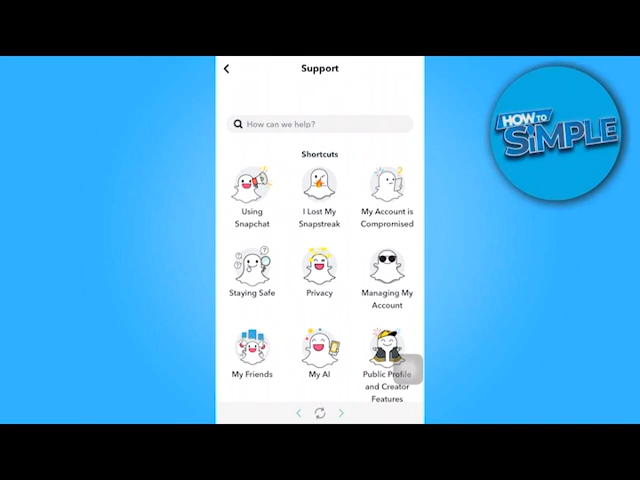 Support
How can we help?
Shortcuts
Using
Snapchat
I Lost My
Snapstreak
My Account is
Compromised
Staying Safe
Privacy
Managing My
Account
My Friends
My AI
Public Profile
and Creator
Features
HOW TO
SiMPLE